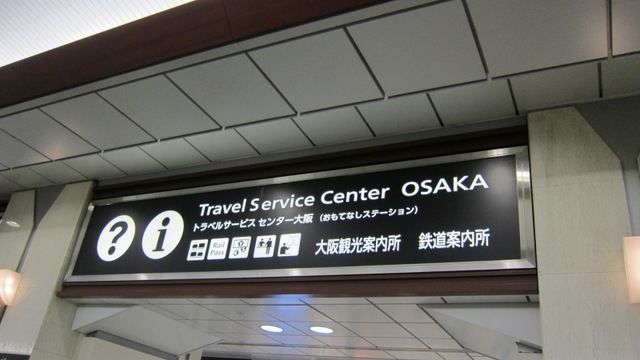 Travel Service Center OSAKA
トラベルサービスセンター大阪（おもてなしステーション）
? i Rail Pass 大阪観光案内所 鉄道案内所